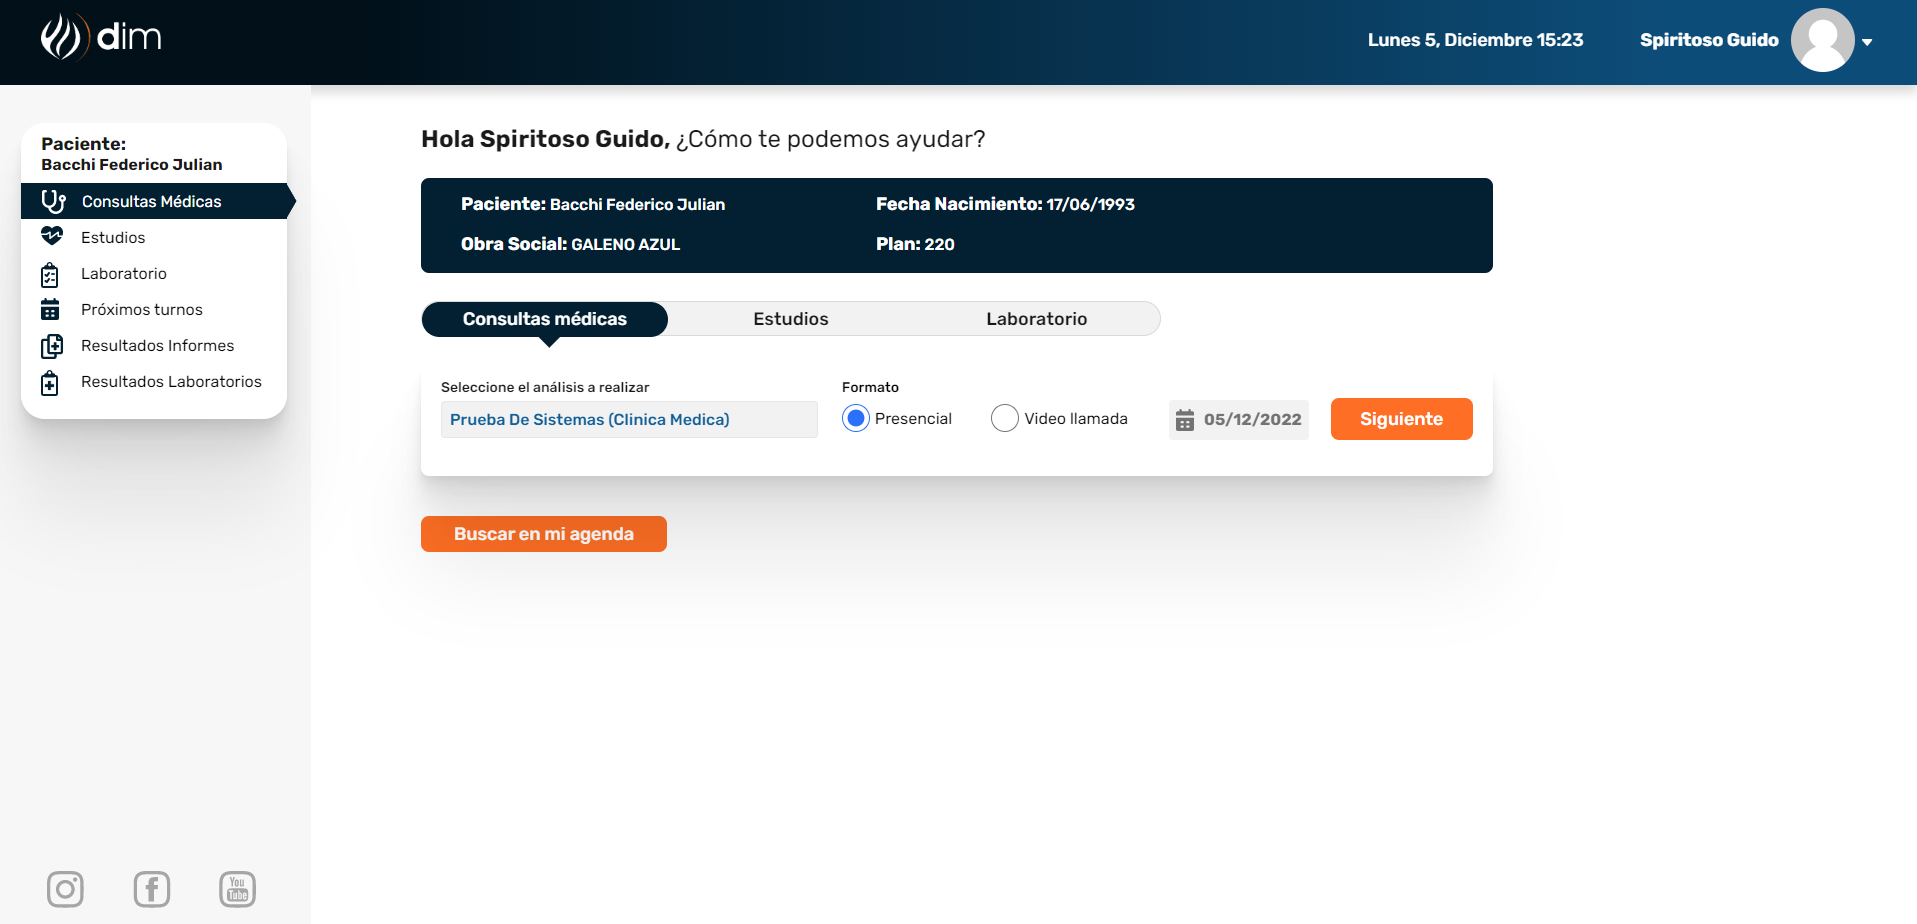 dim
Lunes 5, Diciembre 15:23
Spiritoso Guido
Paciente:
Bacchi Federico Julian
Consultas Médicas
Estudios
Laboratorio
Próximos turnos
Resultados Informes
Resultados Laboratorios
Hola Spiritoso Guido, ¿Cómo te podemos ayudar?
Paciente: Bacchi Federico Julian
Fecha Nacimiento: 17/06/1993
Obra Social: GALENO AZUL
Plan: 220
Consultas médicas
Estudios
Laboratorio
Seleccione el análisis a realizar
Formato
Prueba De Sistemas (Clinica Medica)
Presencial
Video llamada
05/12/2022
Siguiente
Buscar en mi agenda
You
Tube